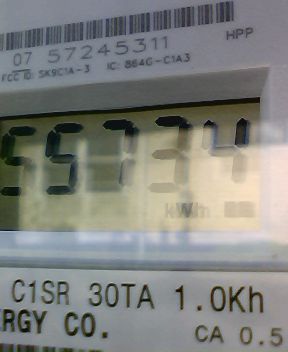 07 57245311
HPP
FCC ID: SK9C1A-3 IC: 864G-C1A3
55734
kWh
C1SR 30TA 1.0Kh
RGY CO.
CA 0.5